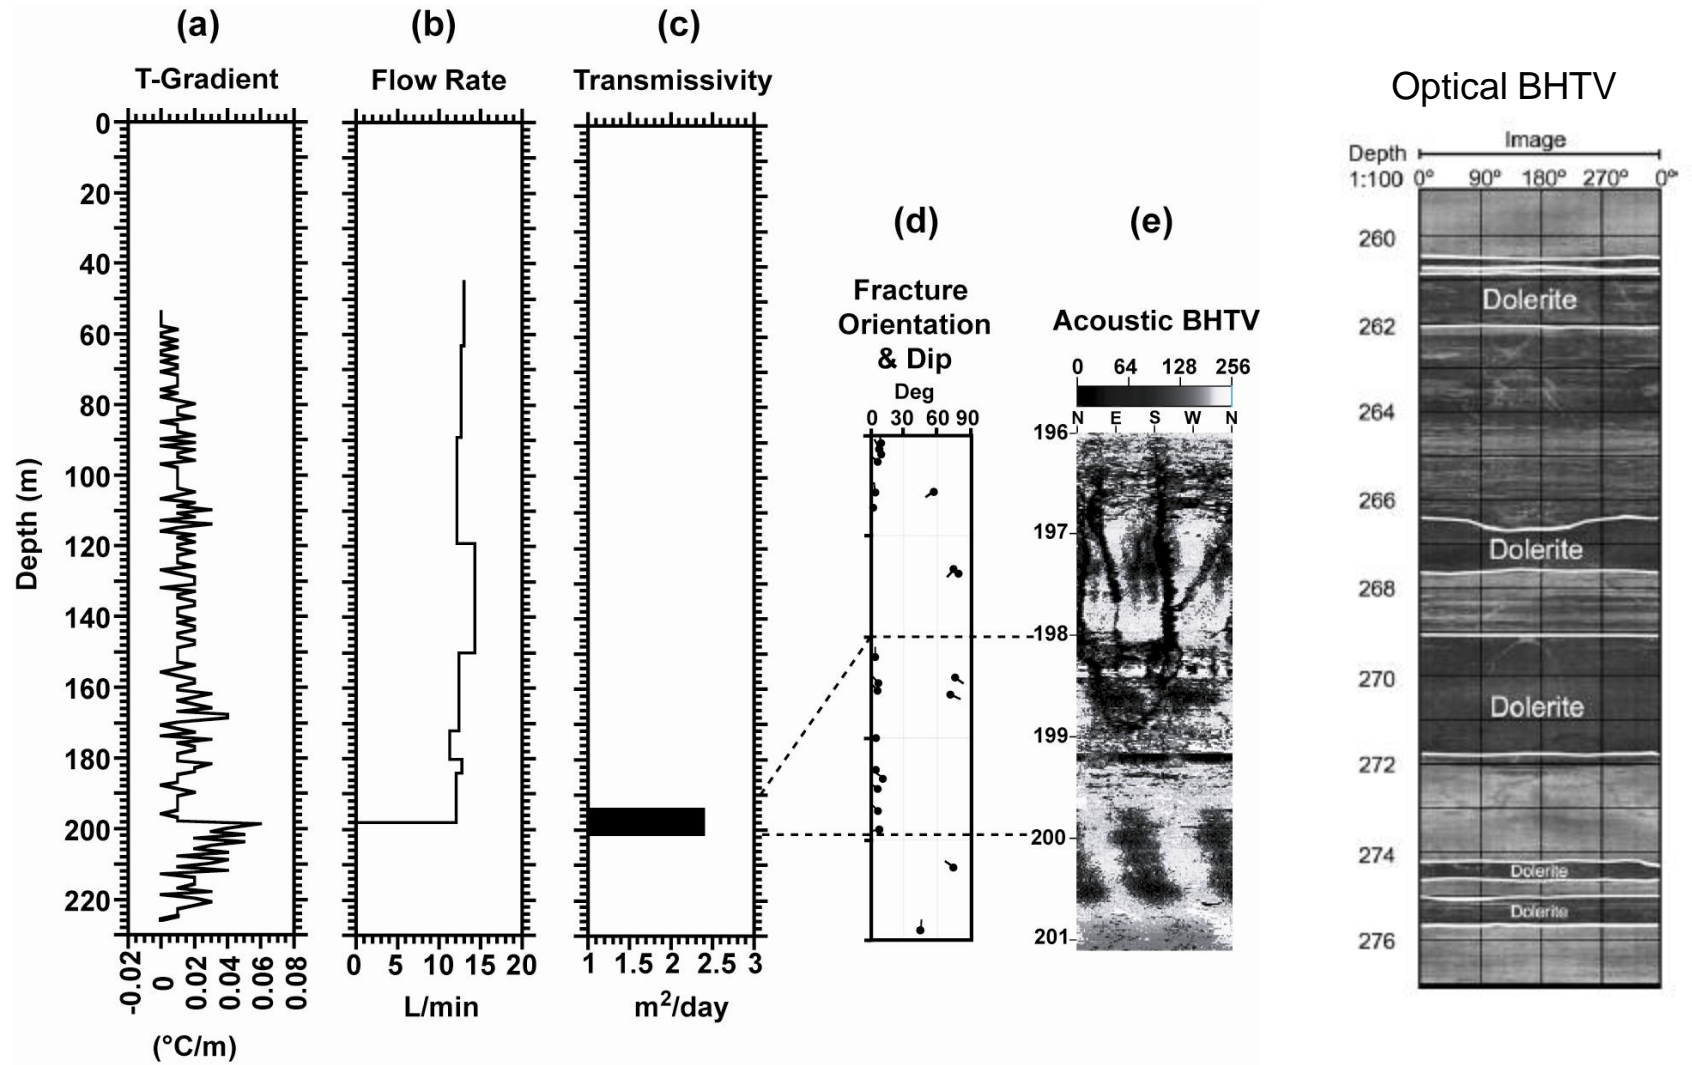 (a)
T-Gradient
0
20
40
60
80
100
120
140
160
180
200
220
Depth (m)
-0.02 0 0.02 0.04 0.06 0.08
(°C/m)
(b)
Flow Rate
0 5 10 15 20
L/min
(c)
Transmissivity
1 1.5 2 2.5 3
m²/day
(d)
Fracture
Orientation
& Dip
Deg
0 30 60 90
(e)
Acoustic BHTV
0 64 128 256
N E S W N
196
197
198
199
200
201
Optical BHTV
Image
Depth
1:100 0° 90° 180° 270° 0°
260
Dolerite
262
264
266
Dolerite
268
270
Dolerite
272
274
Dolerite
Dolerite
276